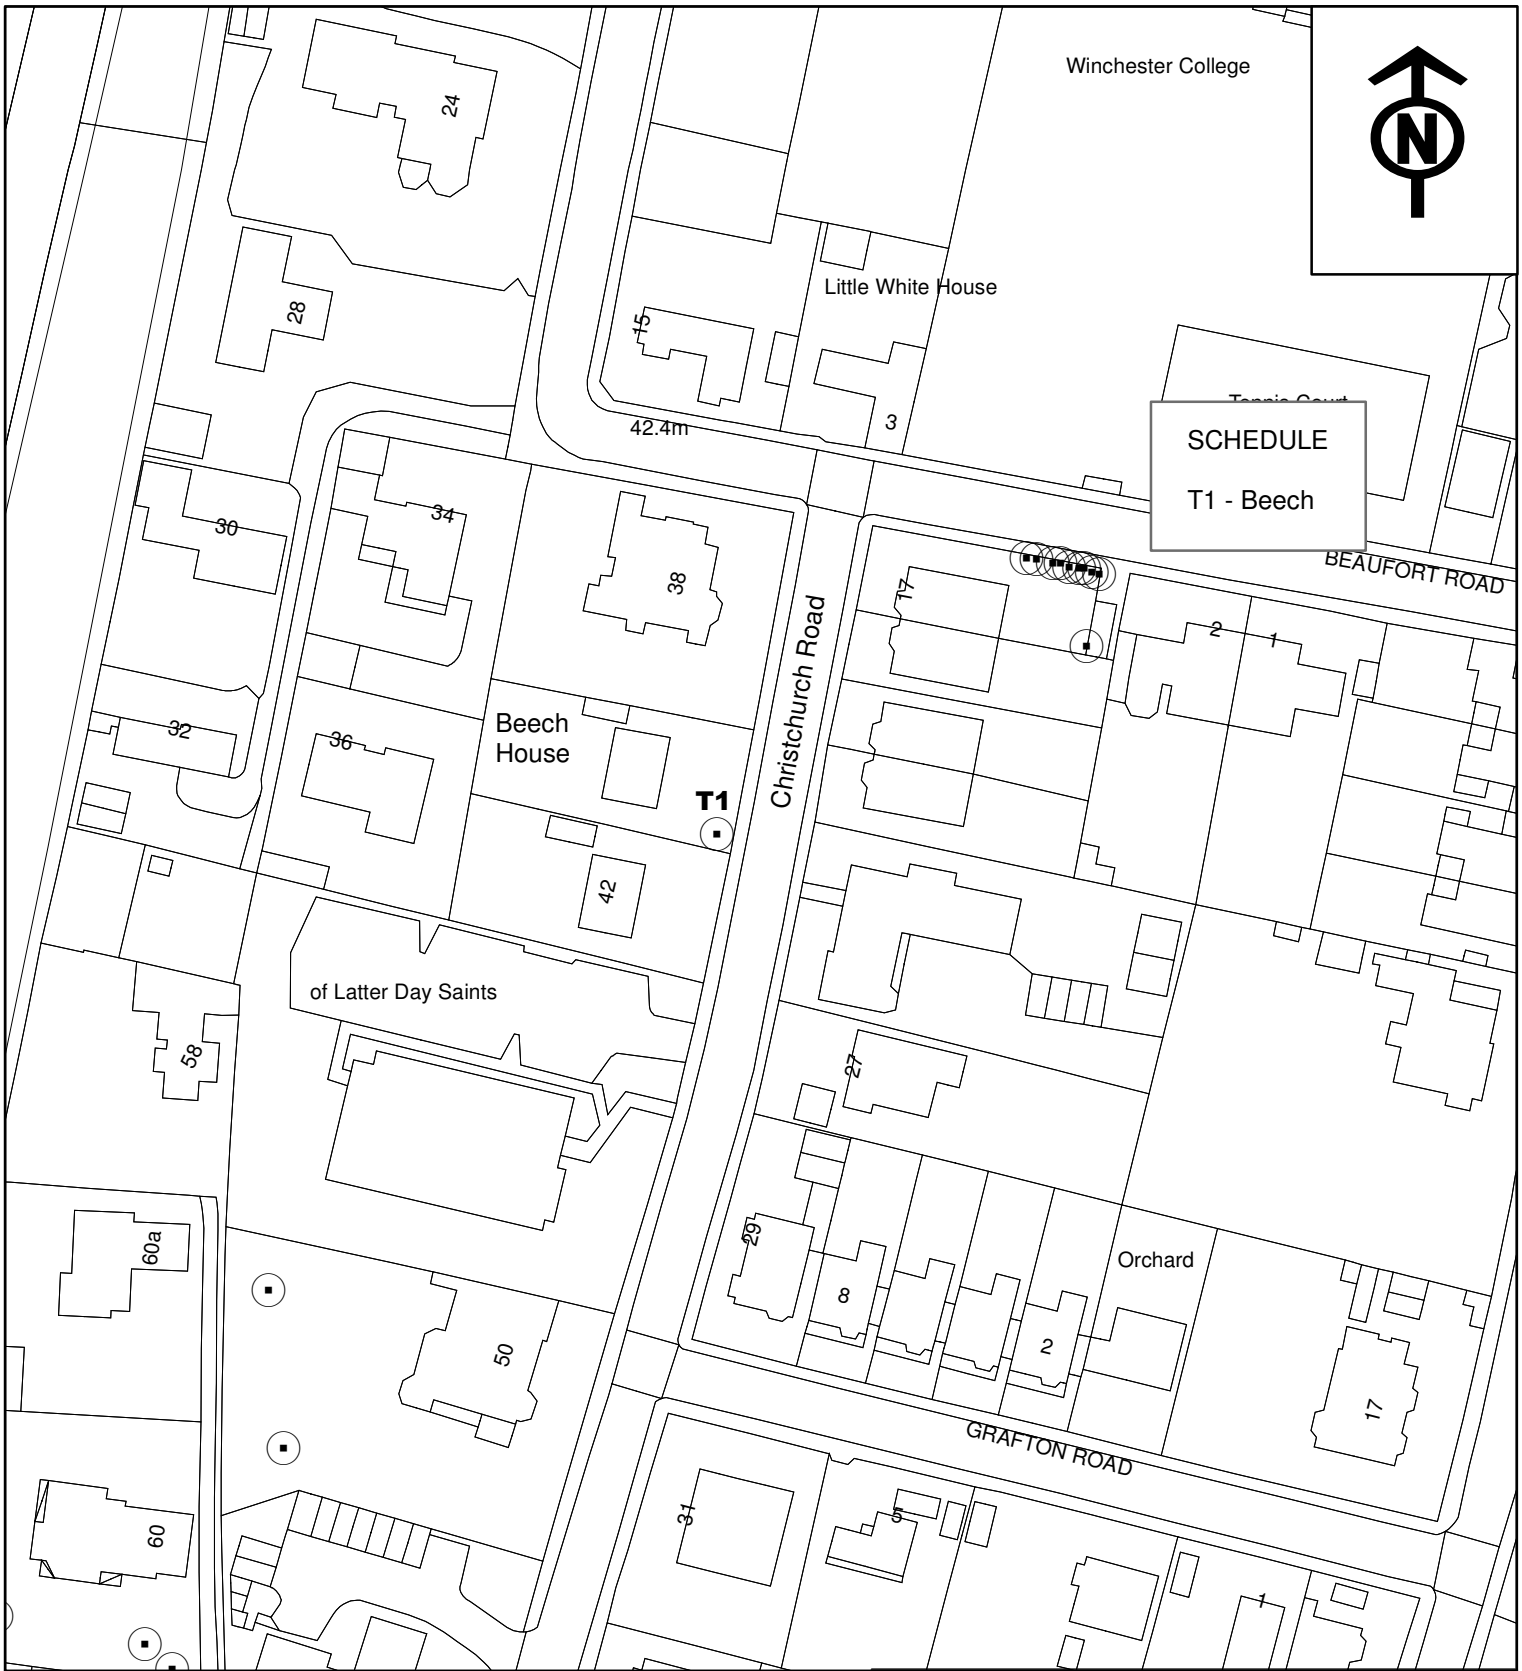 Winchester College
N
24
Little White House
28
15
Tennis Court
3
42.4m
SCHEDULE
T1 - Beech
34
30
38
17
BEAUFORT ROAD
2
1
Christchurch Road
Beech
House
32
36
T1
42
of Latter Day Saints
58
27
29
60a
Orchard
8
50
2
17
GRAFTON ROAD
31
5
60
1